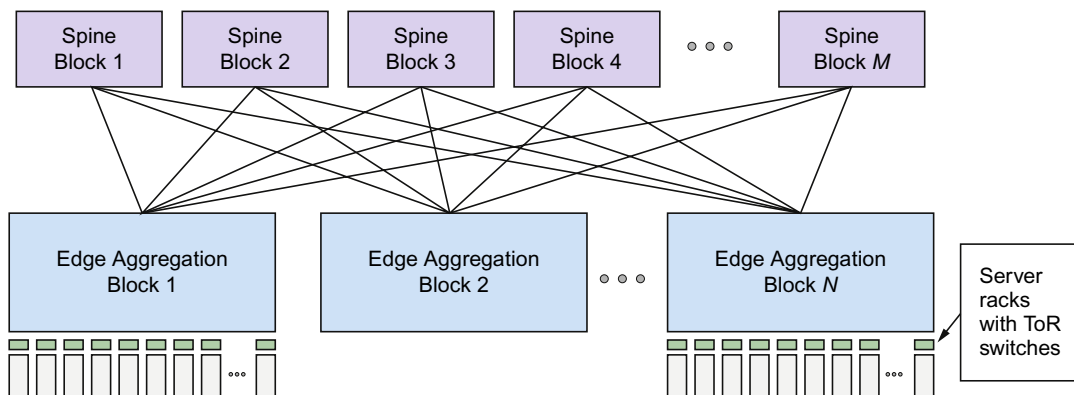 Spine
Block 1
Spine
Block 2
Spine
Block 3
Spine
Block 4
Spine
Block M
Edge Aggregation
Block 1
Edge Aggregation
Block 2
Edge Aggregation
Block N
Server
racks
with ToR
switches